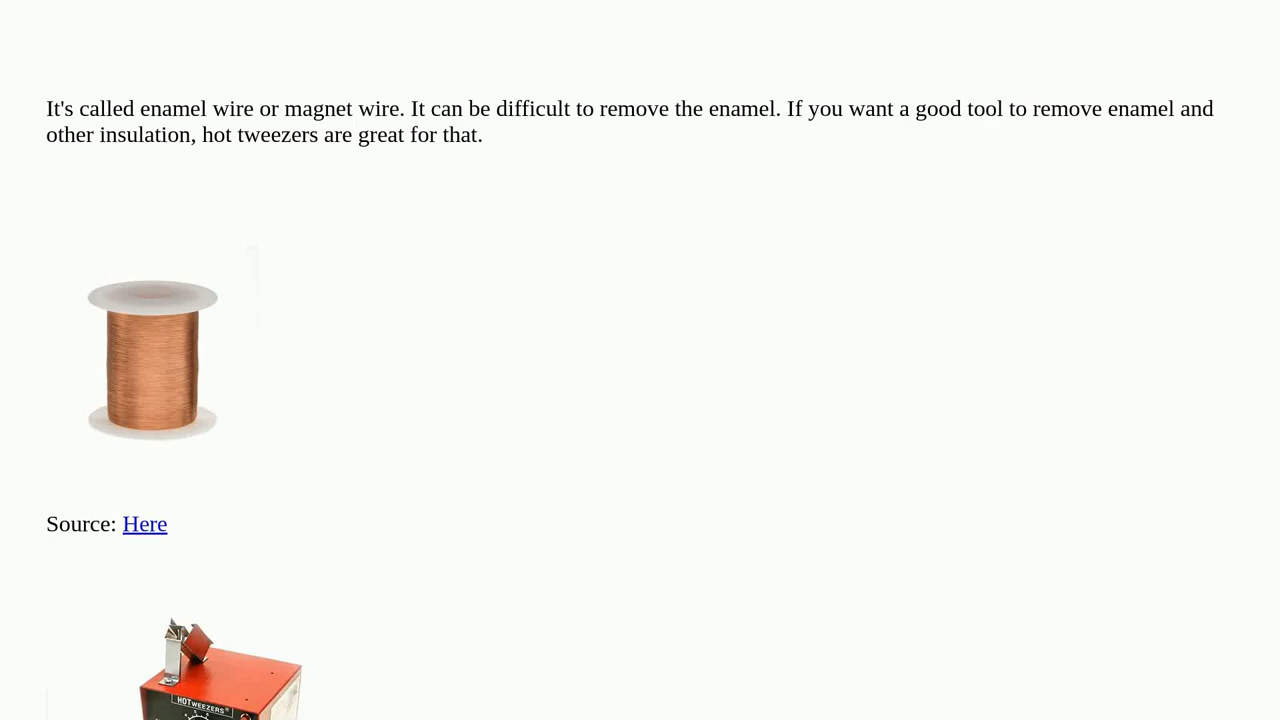 It's called enamel wire or magnet wire. It can be difficult to remove the enamel. If you want a good tool to remove enamel and
other insulation, hot tweezers are great for that.
Source: Here
HOTWEEZERS®